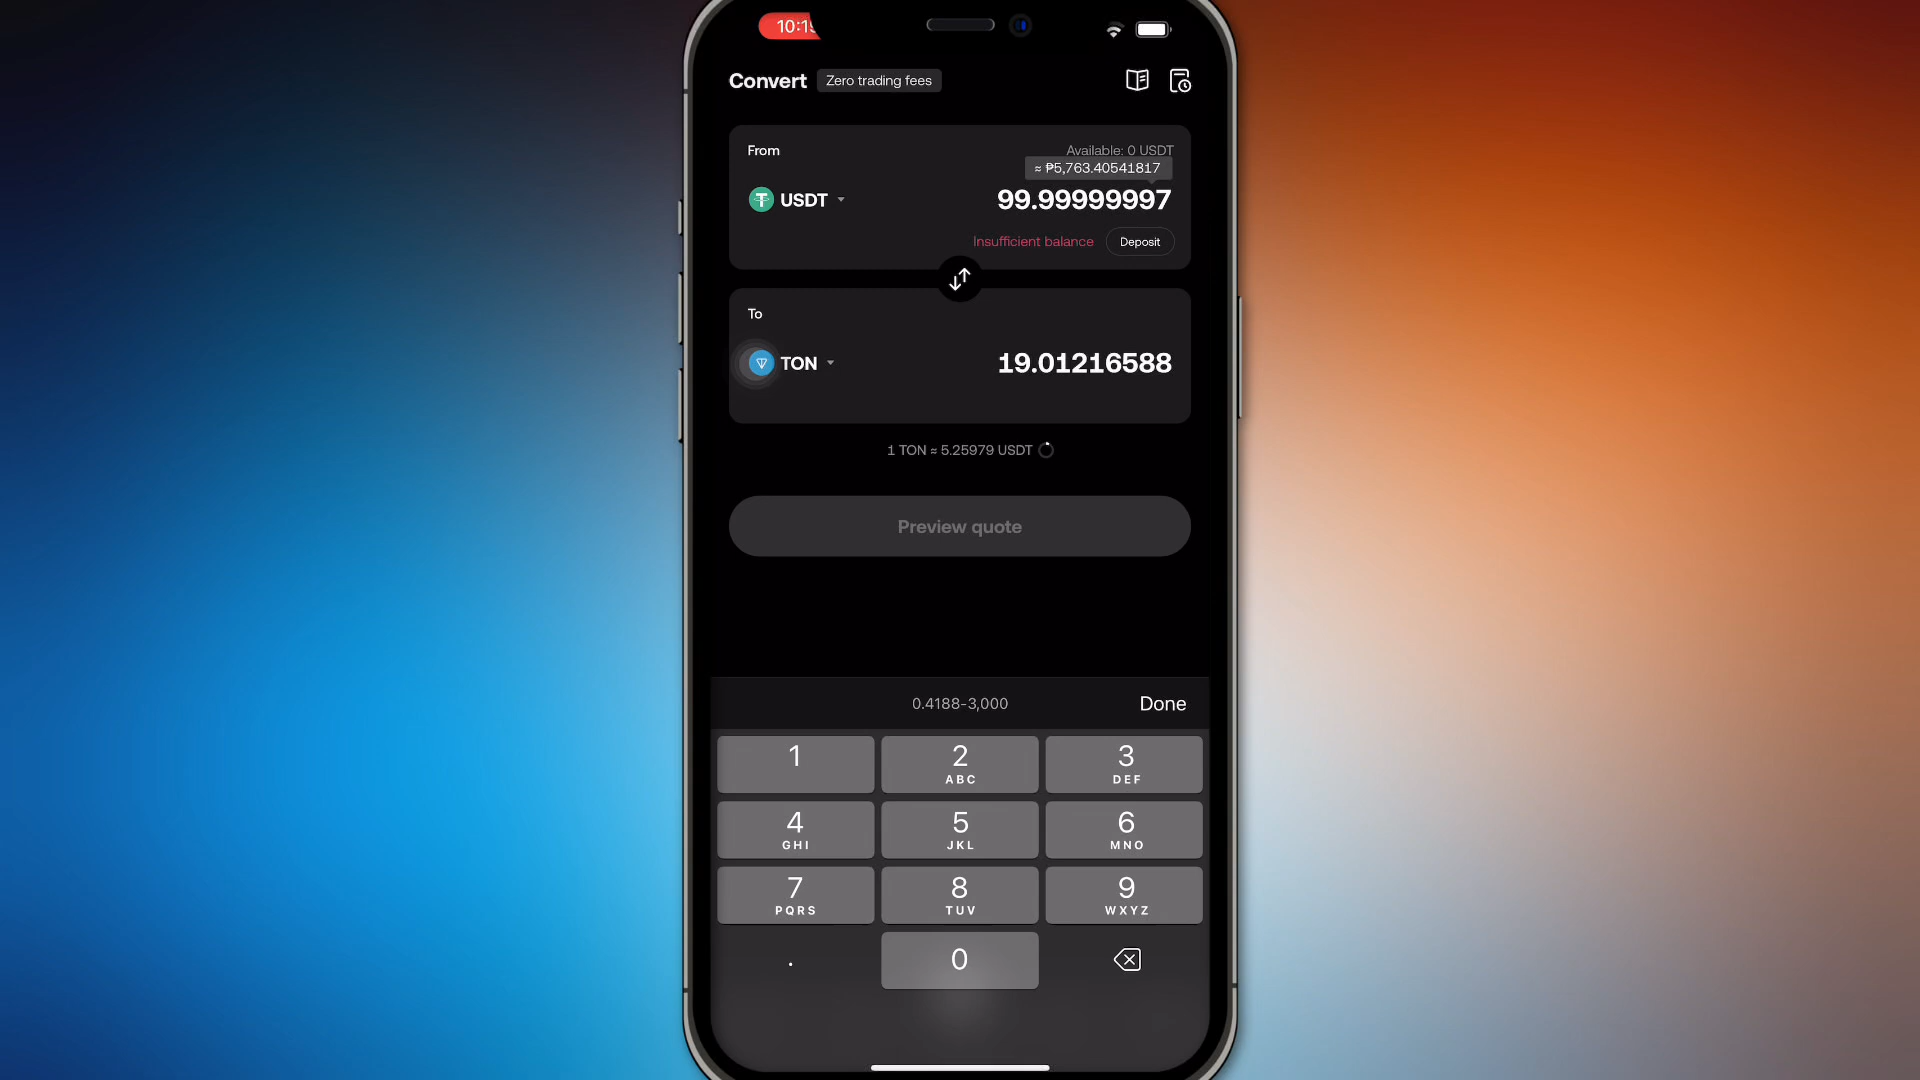 10:19
Convert
Zero trading fees
From
Available: 0 USDT
≈ ₱5,763.40541817
USDT
99.99999997
Insufficient balance
Deposit
To
TON
19.01216588
1 TON ≈ 5.25979 USDT
Preview quote
0.4188-3,000
Done
1
2
3
ABC
DEF
4
5
6
GHI
JKL
MNO
7
8
9
PQRS
TUV
WXYZ
.
0